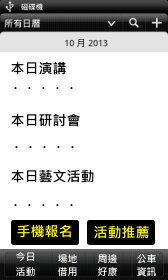 磁碟機
所有日曆
10 月 2013
本日演講
. . . . .
本日研討會
. . . . .
本日藝文活動
. . . . .
手機報名 活動推薦
今日 場地 周邊 公車
活動 借用 好康 資訊